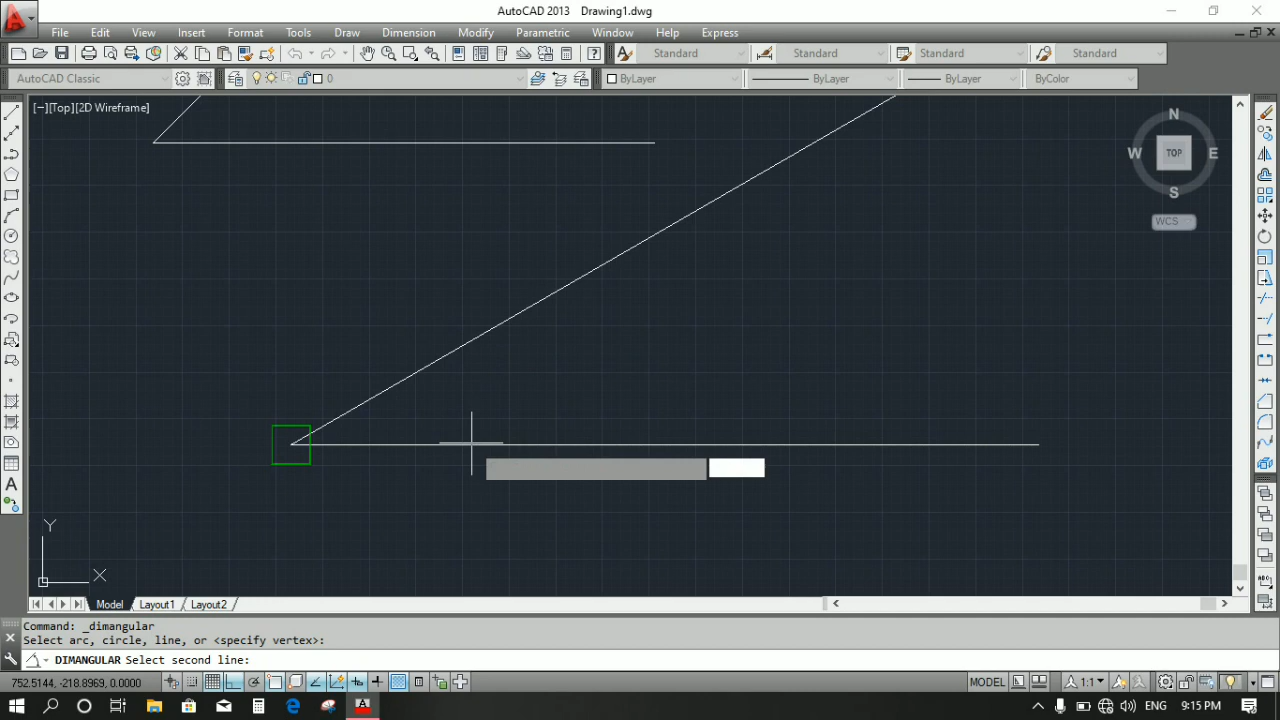 AutoCAD 2013 Drawing1.dwg
File Edit View Insert Format Tools Draw Dimension Modify Parametric Window Help Express
Standard Standard Standard Standard
AutoCAD Classic 0 ByLayer ByLayer ByLayer ByColor
[−][Top][2D Wireframe]
N
W TOP E
S
WCS
Y
X
Model Layout1 Layout2
Command: _dimangular
Select arc, circle, line, or <specify vertex>:
DIMANGULAR Select second line:
752.5144, -218.8969, 0.0000 MODEL 1:1
ENG 9:15 PM